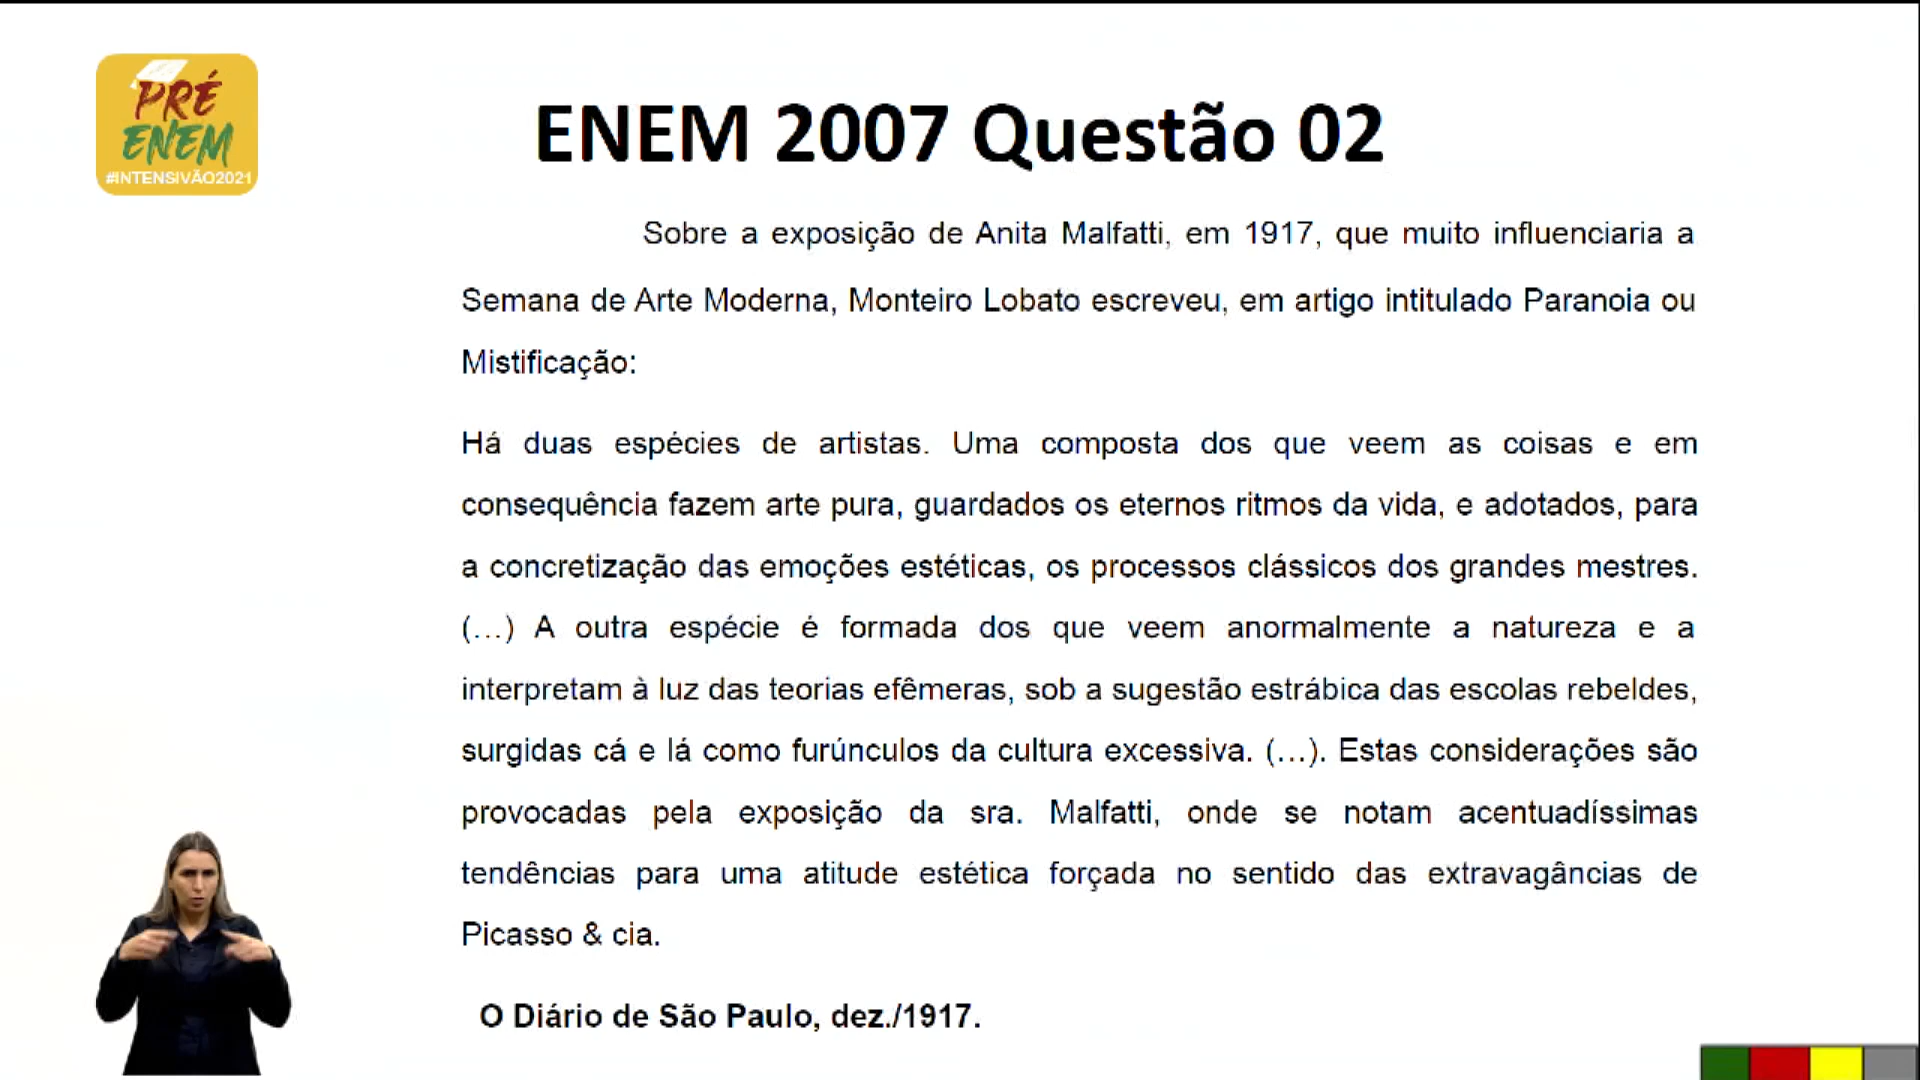 PRÉ
ENEM
#INTENSIVÃO2021
ENEM 2007 Questão 02
Sobre a exposição de Anita Malfatti, em 1917, que muito influenciaria a
Semana de Arte Moderna, Monteiro Lobato escreveu, em artigo intitulado Paranoia ou
Mistificação:
Há duas espécies de artistas. Uma composta dos que veem as coisas e em
consequência fazem arte pura, guardados os eternos ritmos da vida, e adotados, para
a concretização das emoções estéticas, os processos clássicos dos grandes mestres.
(...) A outra espécie é formada dos que veem anormalmente a natureza e a
interpretam à luz das teorias efêmeras, sob a sugestão estrábica das escolas rebeldes,
surgidas cá e lá como furúnculos da cultura excessiva. (...). Estas considerações são
provocadas pela exposição da sra. Malfatti, onde se notam acentuadíssimas
tendências para uma atitude estética forçada no sentido das extravagâncias de
Picasso & cia.
O Diário de São Paulo, dez./1917.